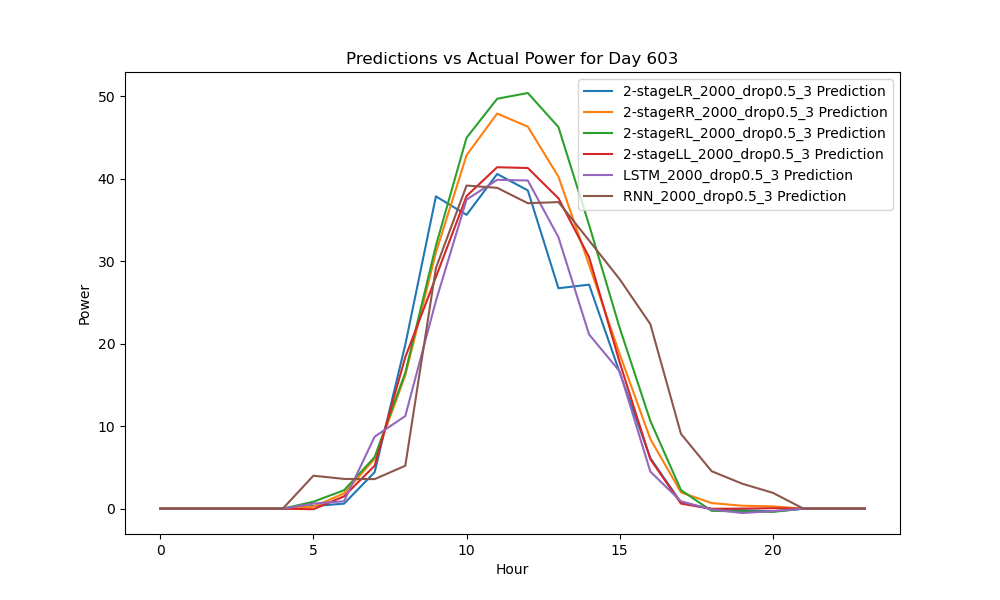 Predictions vs Actual Power for Day 603
2-stageLR_2000_drop0.5_3 Prediction
2-stageRR_2000_drop0.5_3 Prediction
2-stageRL_2000_drop0.5_3 Prediction
2-stageLL_2000_drop0.5_3 Prediction
LSTM_2000_drop0.5_3 Prediction
RNN_2000_drop0.5_3 Prediction
Power
50
40
30
20
10
0
0 5 10 15 20
Hour